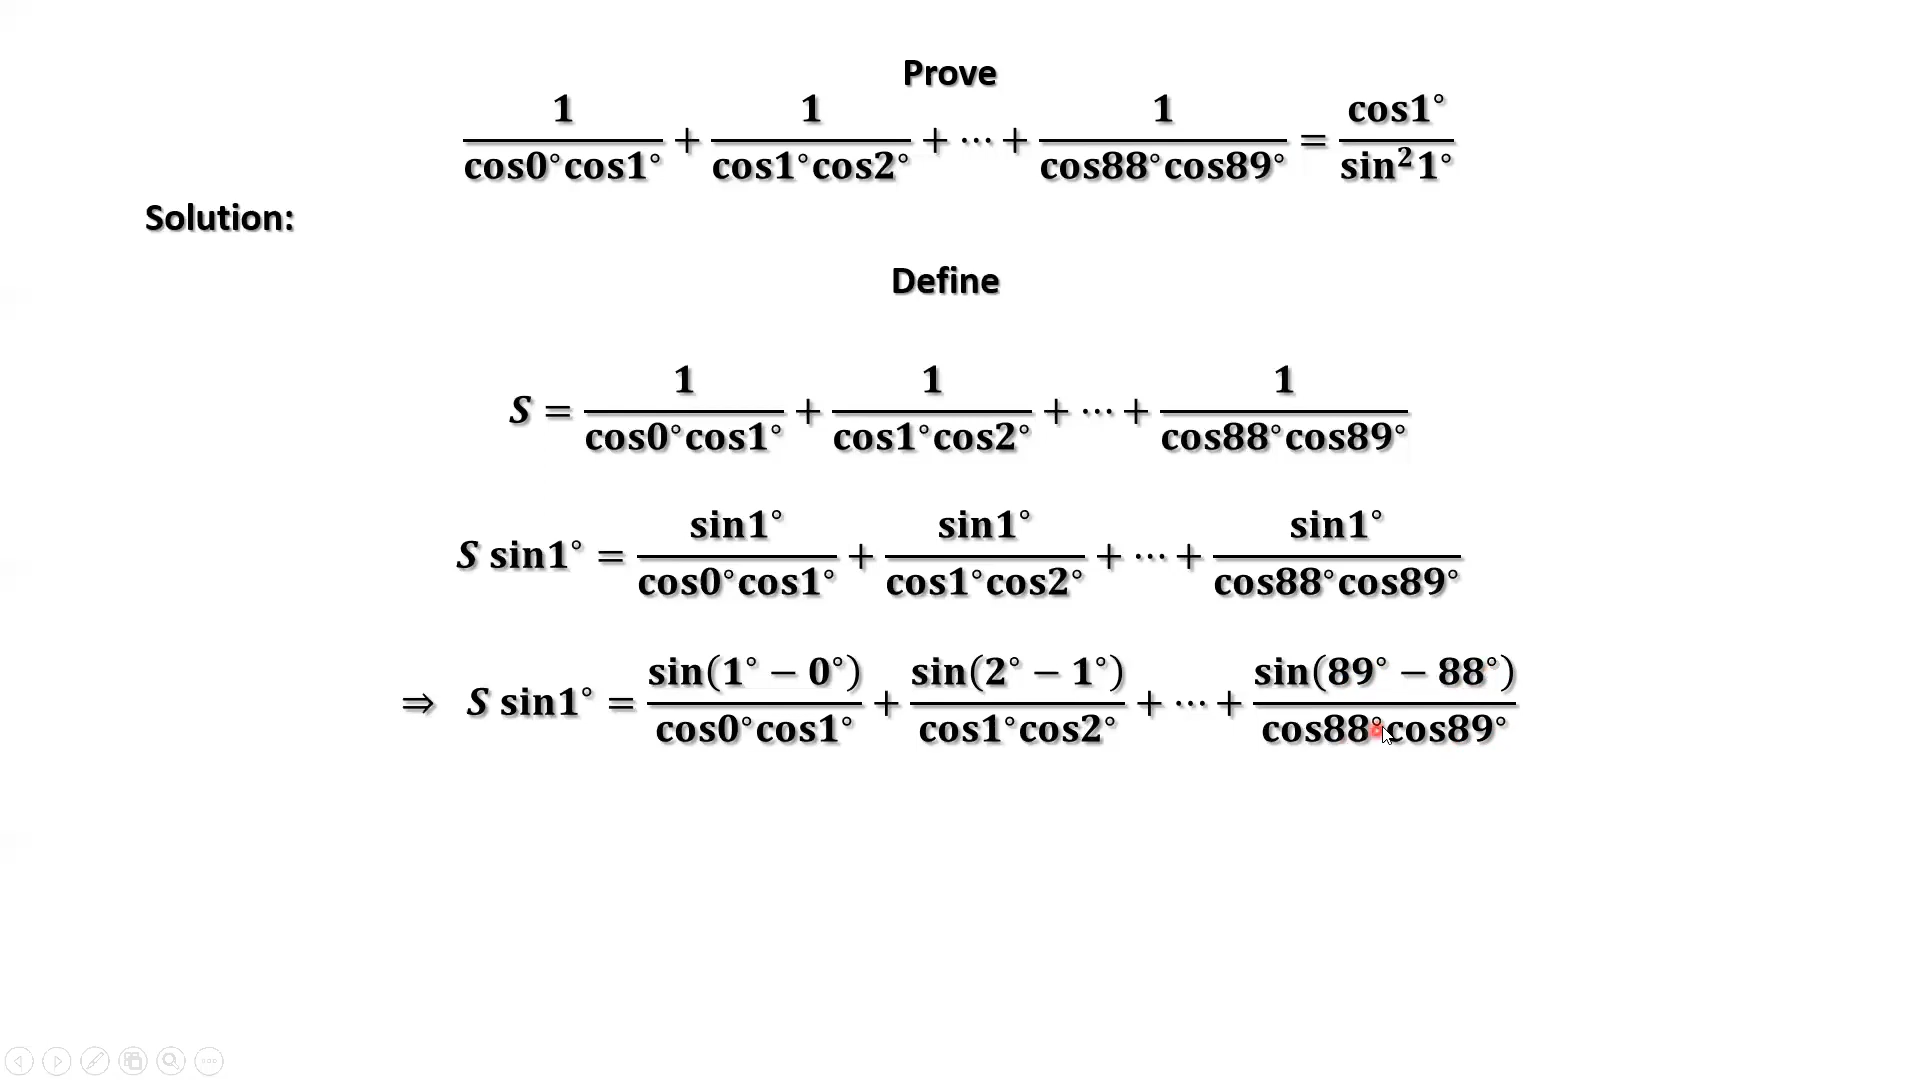 Prove
1/(cos0°cos1°) + 1/(cos1°cos2°) + ⋯ + 1/(cos88°cos89°) = cos1°/sin²1°
Solution:
Define
S = 1/(cos0°cos1°) + 1/(cos1°cos2°) + ⋯ + 1/(cos88°cos89°)
S sin1° = sin1°/(cos0°cos1°) + sin1°/(cos1°cos2°) + ⋯ + sin1°/(cos88°cos89°)
⇒ S sin1° = sin(1° − 0°)/(cos0°cos1°) + sin(2° − 1°)/(cos1°cos2°) + ⋯ + sin(89° − 88°)/(cos88°cos89°)